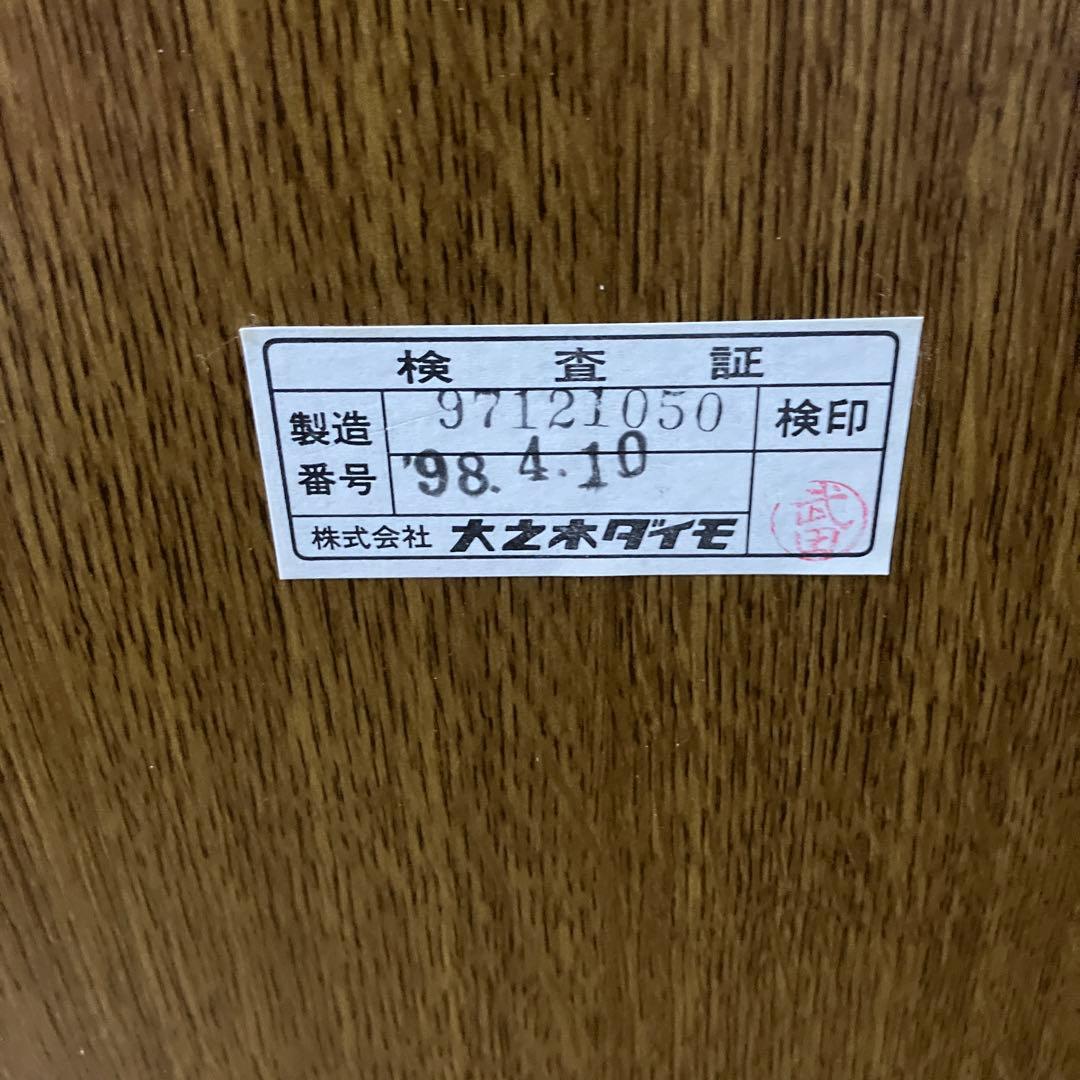 検査証
製造番号
97121050
'98.4.10
検印
武田
株式会社 大之木ダイモ